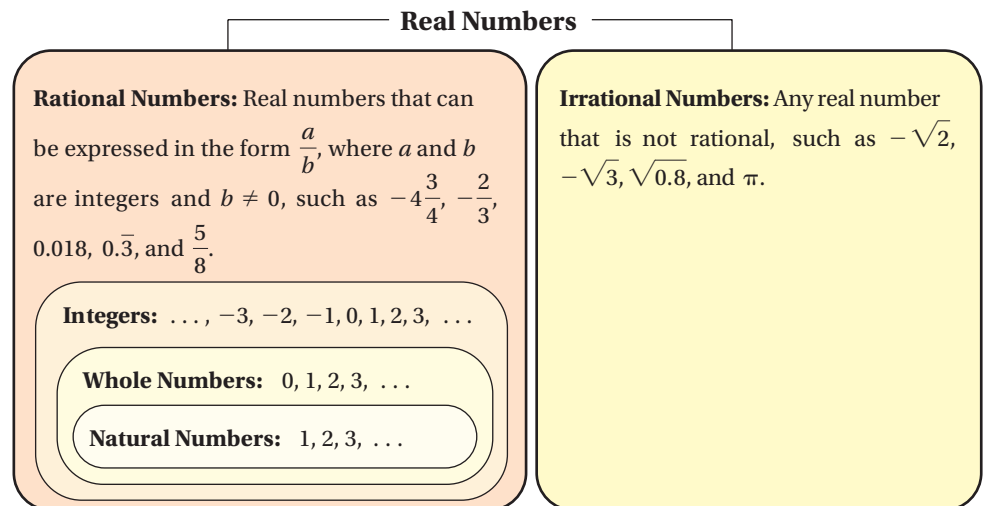 Real Numbers
Rational Numbers: Real numbers that can
be expressed in the form a/b, where a and b
are integers and b ≠ 0, such as −4 3/4, −2/3,
0.018, 0.3̅, and 5/8.
Integers: . . . , −3, −2, −1, 0, 1, 2, 3, . . .
Whole Numbers: 0, 1, 2, 3, . . .
Natural Numbers: 1, 2, 3, . . .
Irrational Numbers: Any real number
that is not rational, such as −√2,
−√3, √0.8, and π.